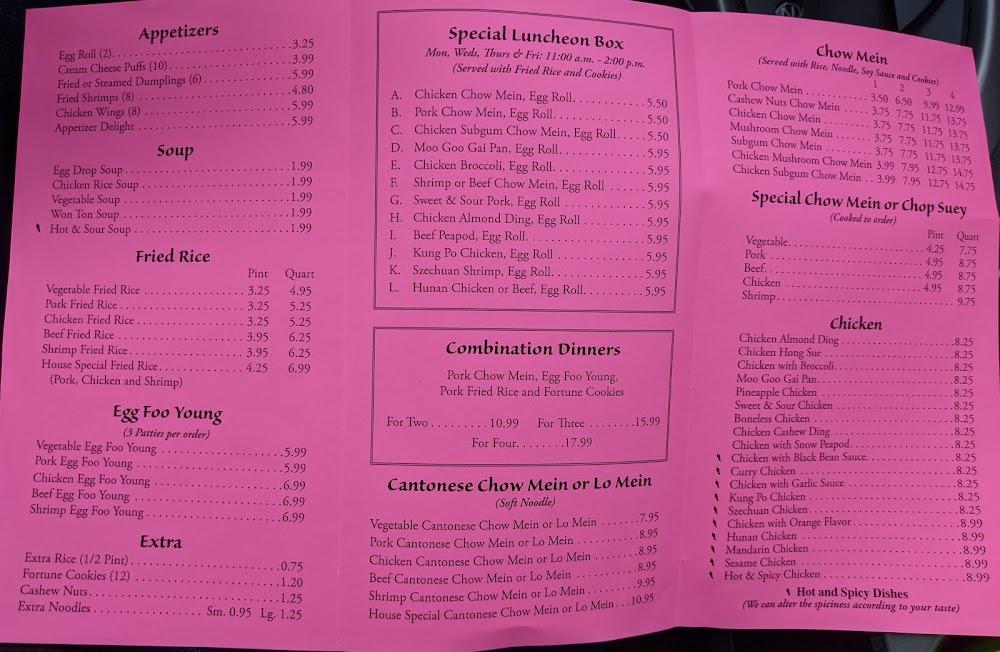 Appetizers
Egg Roll (2) 3.25
Cream Cheese Puffs (10) 3.99
Fried or Steamed Dumplings (6) 5.99
Fried Shrimps (8) 4.80
Chicken Wings (8) 5.99
Appetizer Delight 5.99
Soup
Egg Drop Soup 1.99
Chicken Rice Soup 1.99
Vegetable Soup 1.99
Won Ton Soup 1.99
Hot & Sour Soup 1.99
Fried Rice
Pint Quart
Vegetable Fried Rice 3.25 4.95
Pork Fried Rice 3.25 5.25
Chicken Fried Rice 3.25 5.25
Beef Fried Rice 3.95 6.25
Shrimp Fried Rice 3.95 6.25
House Special Fried Rice 4.25 6.99
(Pork, Chicken and Shrimp)
Egg Foo Young
(3 Patties per order)
Vegetable Egg Foo Young 5.99
Pork Egg Foo Young 5.99
Chicken Egg Foo Young 6.99
Beef Egg Foo Young 6.99
Shrimp Egg Foo Young 6.99
Extra
Extra Rice (1/2 Pint) 0.75
Fortune Cookies (12) 1.20
Cashew Nuts 1.25
Extra Noodles Sm. 0.95 Lg. 1.25
Special Luncheon Box
Mon, Weds, Thurs & Fri: 11:00 a.m. - 2:00 p.m.
(Served with Fried Rice and Cookies)
A. Chicken Chow Mein, Egg Roll 5.50
B. Pork Chow Mein, Egg Roll 5.50
C. Chicken Subgum Chow Mein, Egg Roll 5.50
D. Moo Goo Gai Pan, Egg Roll 5.95
E. Chicken Broccoli, Egg Roll 5.95
F. Shrimp or Beef Chow Mein, Egg Roll 5.95
G. Sweet & Sour Pork, Egg Roll 5.95
H. Chicken Almond Ding, Egg Roll 5.95
I. Beef Peapod, Egg Roll 5.95
J. Kung Po Chicken, Egg Roll 5.95
K. Szechuan Shrimp, Egg Roll 5.95
L. Hunan Chicken or Beef, Egg Roll 5.95
Combination Dinners
Pork Chow Mein, Egg Foo Young,
Pork Fried Rice and Fortune Cookies
For Two 10.99 For Three 15.99
For Four 17.99
Cantonese Chow Mein or Lo Mein
(Soft Noodle)
Vegetable Cantonese Chow Mein or Lo Mein 7.95
Pork Cantonese Chow Mein or Lo Mein 8.95
Chicken Cantonese Chow Mein or Lo Mein 8.95
Beef Cantonese Chow Mein or Lo Mein 8.95
Shrimp Cantonese Chow Mein or Lo Mein 9.95
House Special Cantonese Chow Mein or Lo Mein 10.95
Chow Mein
(Served with Rice, Noodle, Soy Sauce and Cookies)
1 2 3 4
Pork Chow Mein 3.50 6.50 9.99 12.99
Cashew Nuts Chow Mein 3.75 7.75 11.75 13.75
Chicken Chow Mein 3.75 7.75 11.75 13.75
Mushroom Chow Mein 3.75 7.75 11.75 13.75
Subgum Chow Mein 3.75 7.75 11.75 13.75
Chicken Mushroom Chow Mein 3.99 7.95 12.75 14.75
Chicken Subgum Chow Mein 3.99 7.95 12.75 14.75
Special Chow Mein or Chop Suey
(Cooked to order)
Pint Quart
Vegetable 4.25 7.75
Pork 4.95 8.75
Beef 4.95 8.75
Chicken 4.95 8.75
Shrimp 9.75
Chicken
Chicken Almond Ding 8.25
Chicken Hong Sue 8.25
Chicken with Broccoli 8.25
Moo Goo Gai Pan 8.25
Pineapple Chicken 8.25
Sweet & Sour Chicken 8.25
Boneless Chicken 8.25
Chicken Cashew Ding 8.25
Chicken with Snow Peapod 8.25
Chicken with Black Bean Sauce 8.25
Curry Chicken 8.25
Chicken with Garlic Sauce 8.25
Kung Po Chicken 8.25
Szechuan Chicken 8.25
Chicken with Orange Flavor 8.99
Hunan Chicken 8.99
Mandarin Chicken 8.99
Sesame Chicken 8.99
Hot & Spicy Chicken 8.99
Hot and Spicy Dishes
(We can alter the spiciness according to your taste)